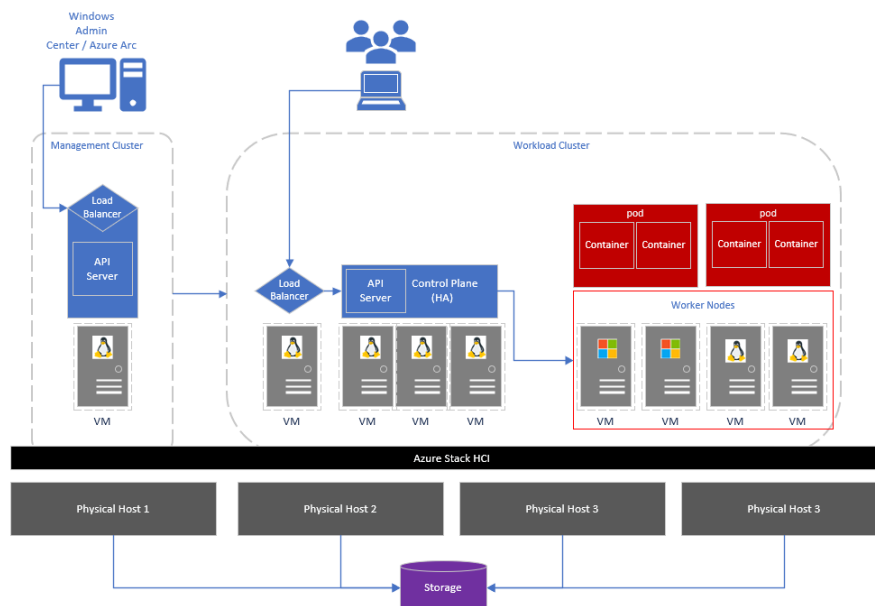 Windows
Admin
Center / Azure Arc
Management Cluster
Workload Cluster
Load
Balancer
API
Server
Load
Balancer
API
Server
Control Plane
(HA)
pod
Container
Container
pod
Container
Container
Worker Nodes
VM
VM
VM
VM
VM
VM
VM
VM
VM
Azure Stack HCI
Physical Host 1
Physical Host 2
Physical Host 3
Physical Host 3
Storage